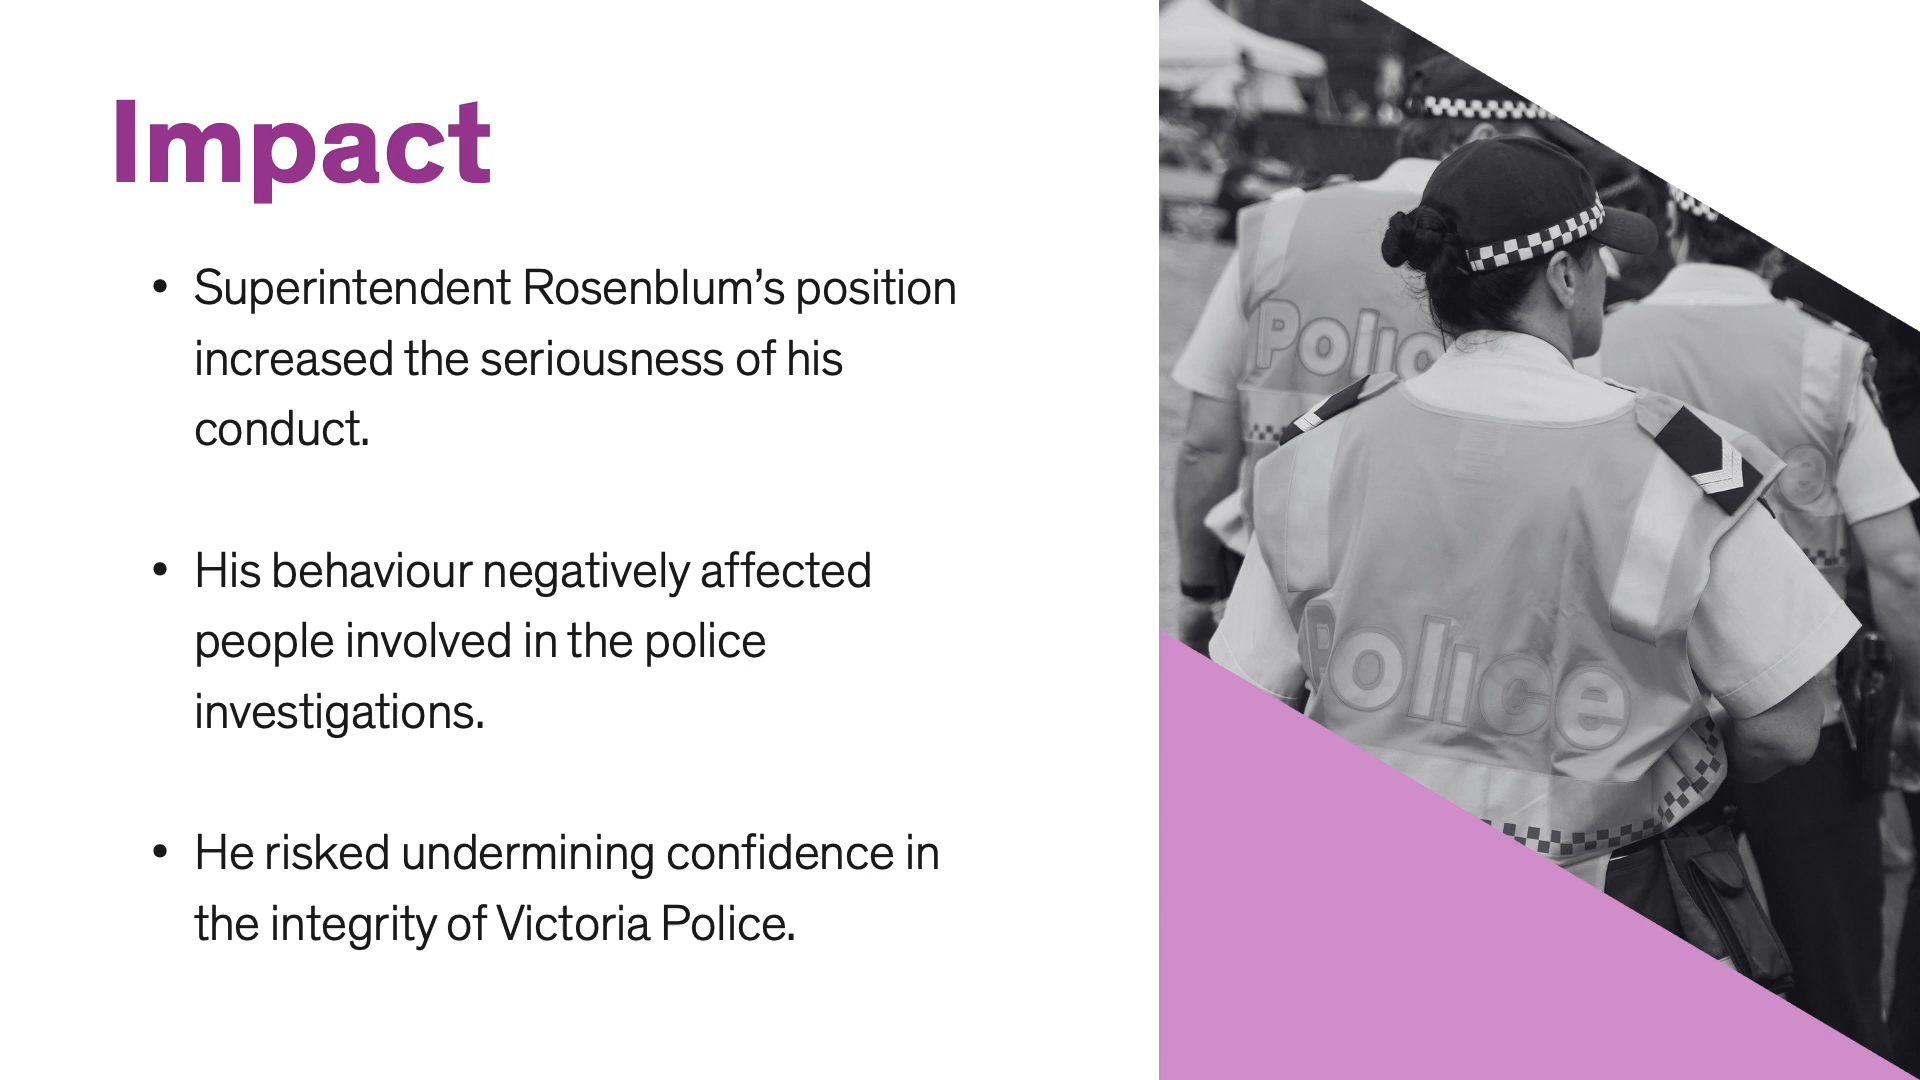 Impact
• Superintendent Rosenblum’s position
increased the seriousness of his
conduct.
• His behaviour negatively affected
people involved in the police
investigations.
• He risked undermining confidence in
the integrity of Victoria Police.
Police
Police